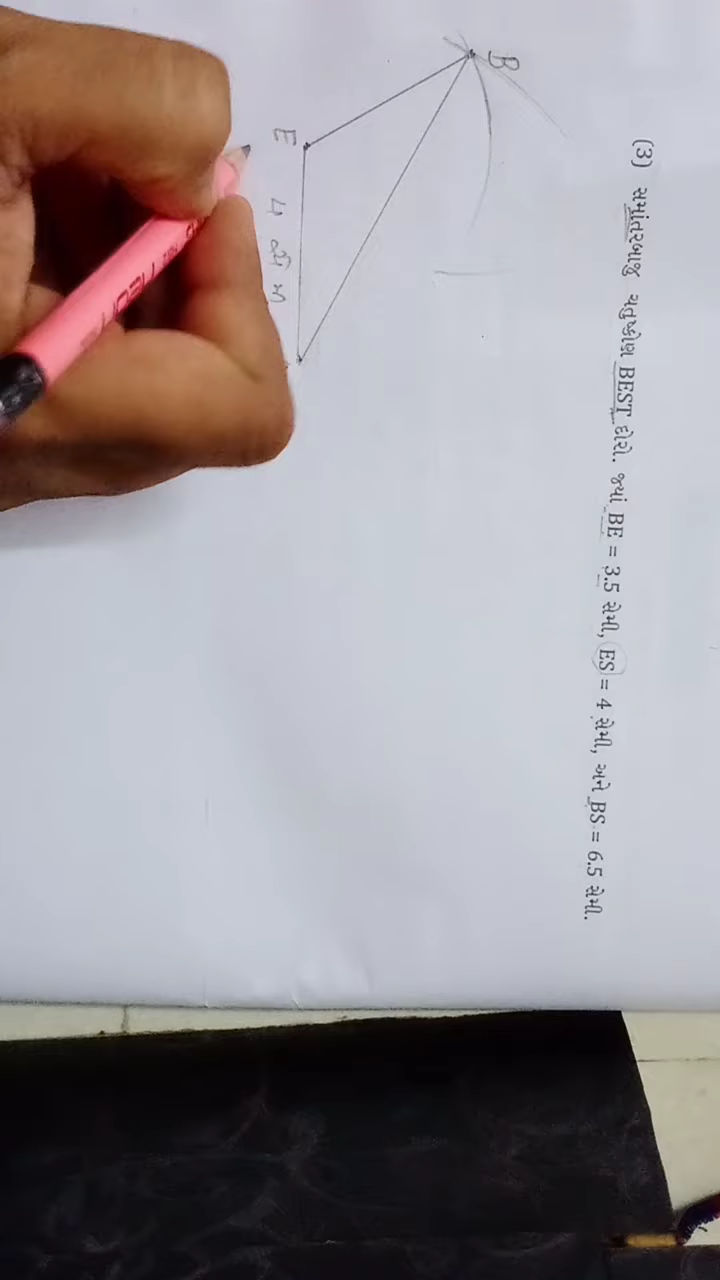 (3) સમાંતરબાજુ ચતુષ્કોણ BEST દોરો. જ્યાં BE = 3.5 સેમી, ES = 4 સેમી, અને BS = 6.5 સેમી.
B
E
4 સેમી